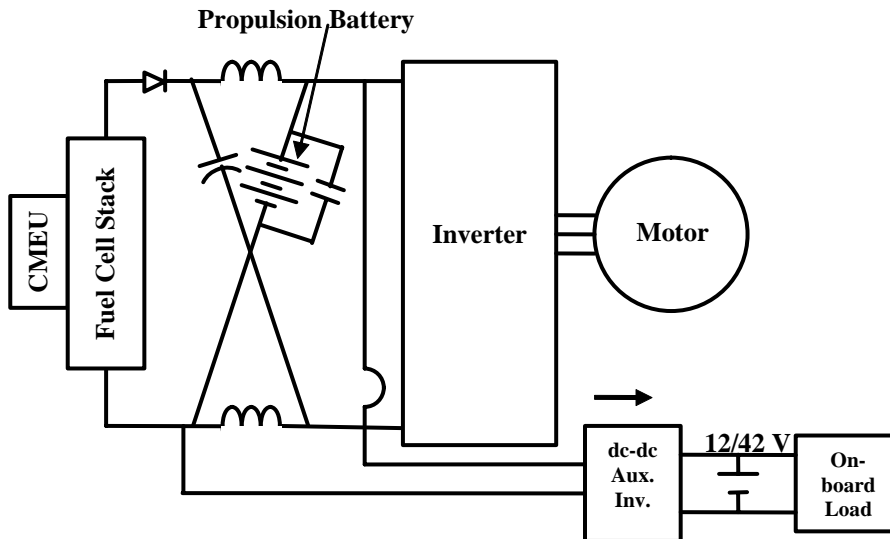 Propulsion Battery
CMEU
Fuel Cell Stack
Inverter
Motor
dc-dc
Aux.
Inv.
12/42 V
On-
board
Load